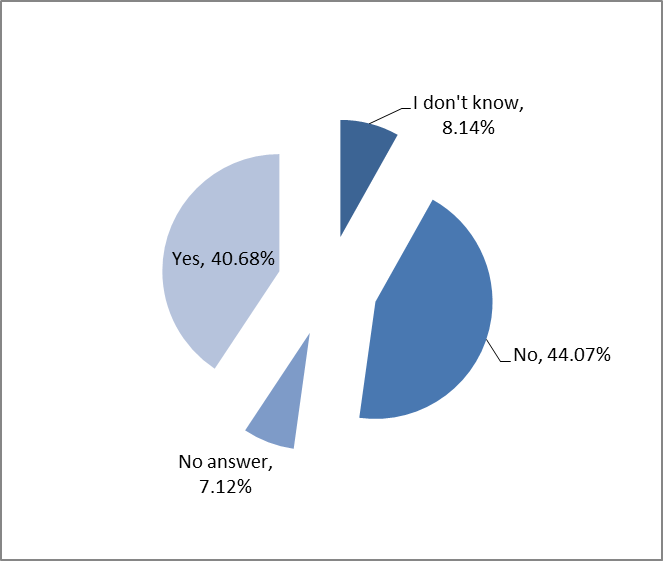 I don't know,
8.14%
Yes, 40.68%
No, 44.07%
No answer,
7.12%